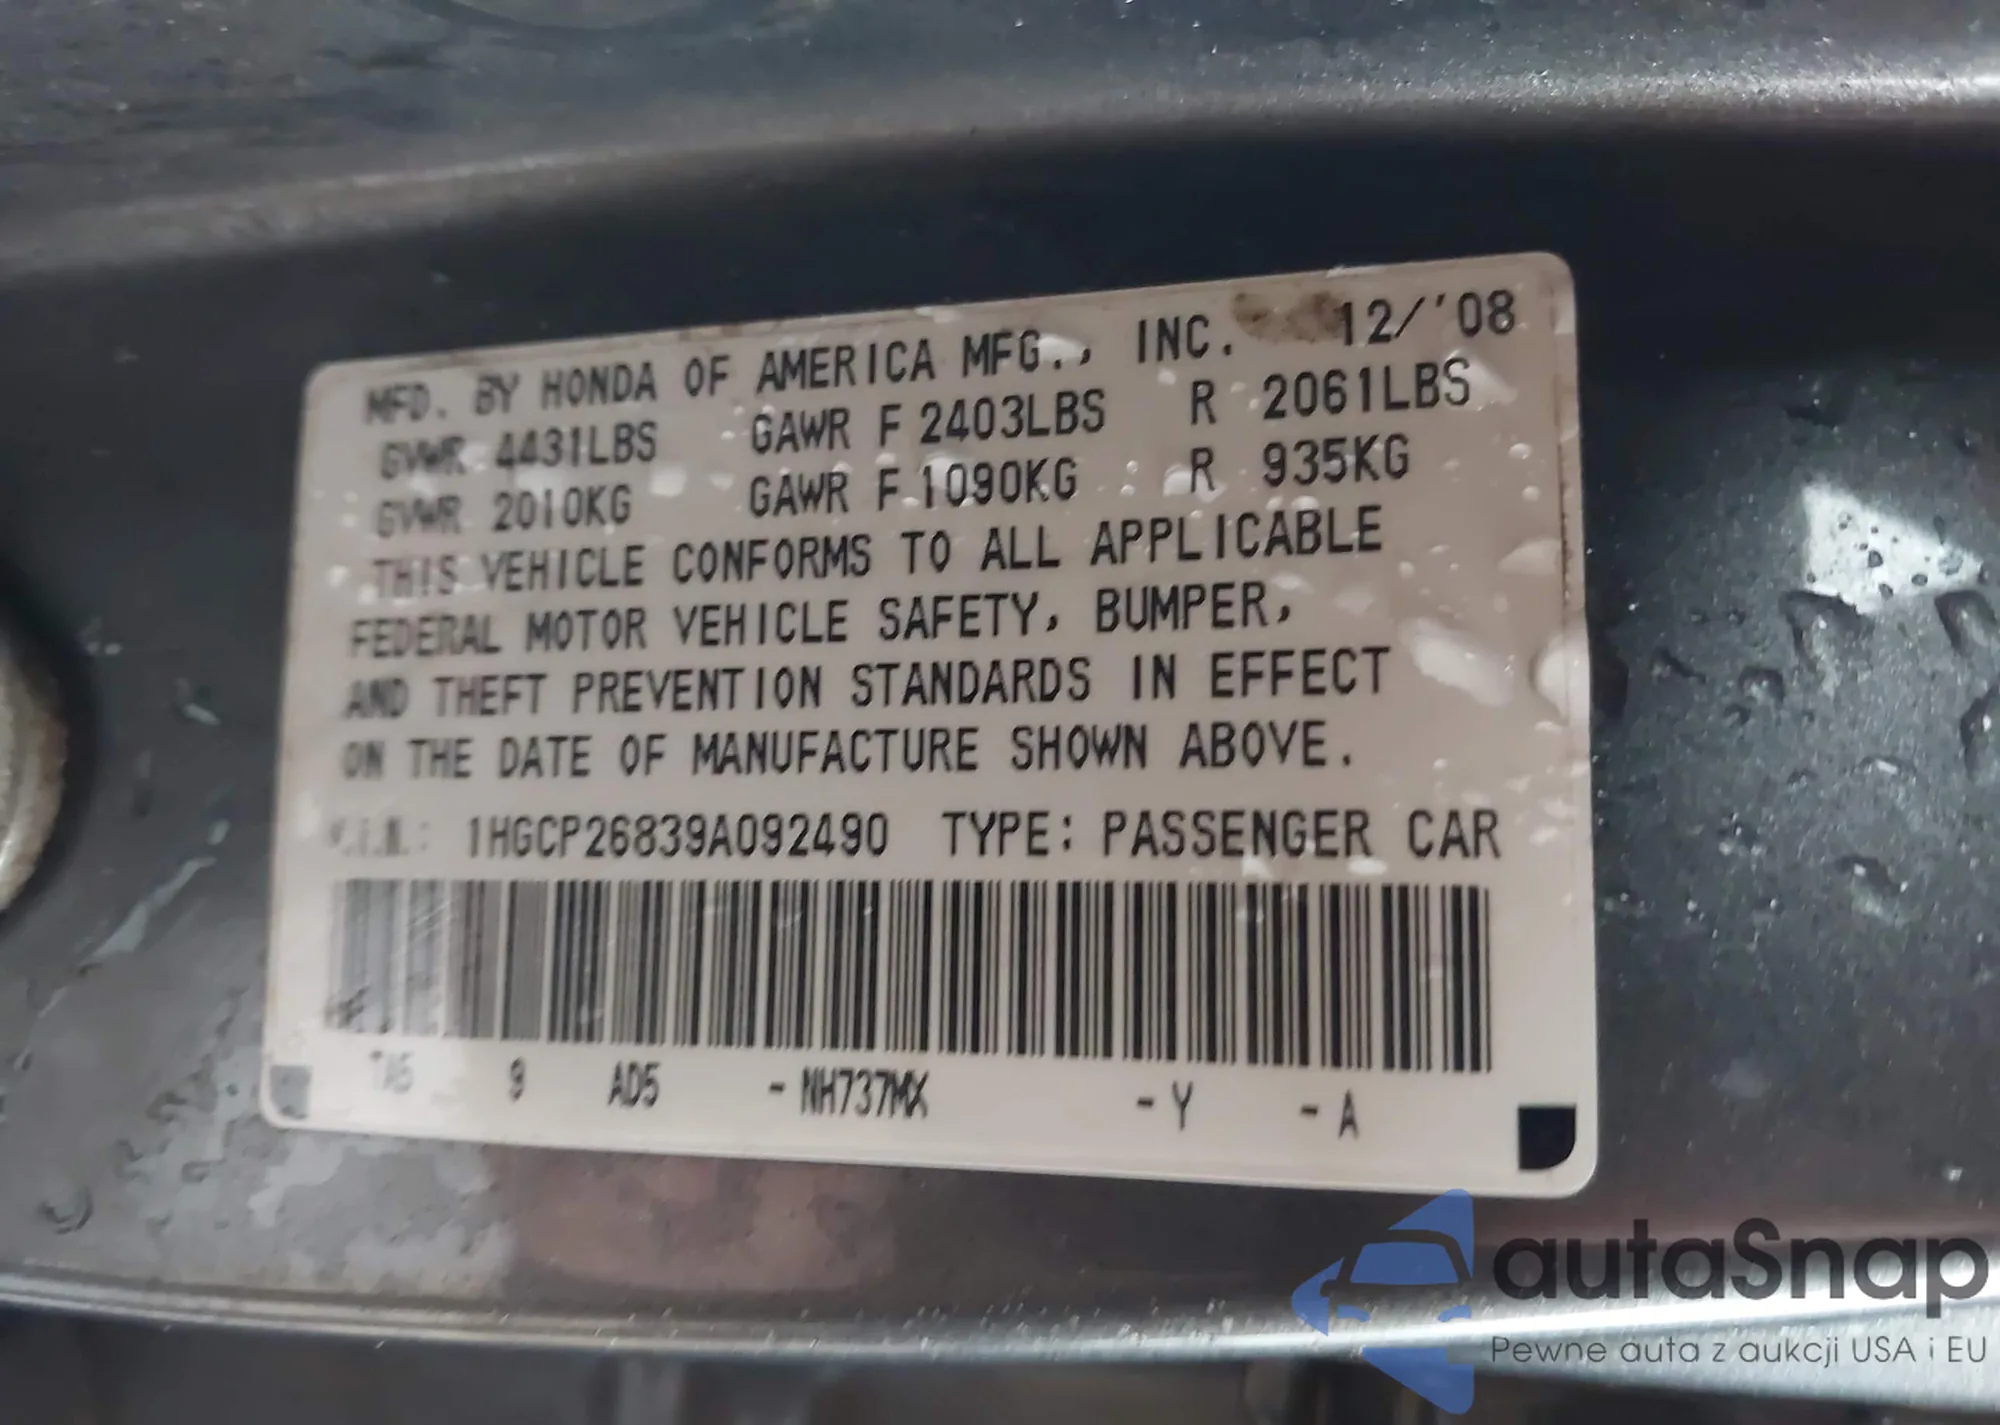 MFD. BY HONDA OF AMERICA MFG., INC. 12/'08
GVWR 4431LBS GAWR F 2403LBS R 2061LBS
GVWR 2010KG GAWR F 1090KG R 935KG
THIS VEHICLE CONFORMS TO ALL APPLICABLE
FEDERAL MOTOR VEHICLE SAFETY, BUMPER,
AND THEFT PREVENTION STANDARDS IN EFFECT
ON THE DATE OF MANUFACTURE SHOWN ABOVE.
V.I.N.: 1HGCP26839A092490 TYPE: PASSENGER CAR
TA5 9 AD5 - NH737MX - Y - A
autaSnap
Pewne auta z aukcji USA i EU